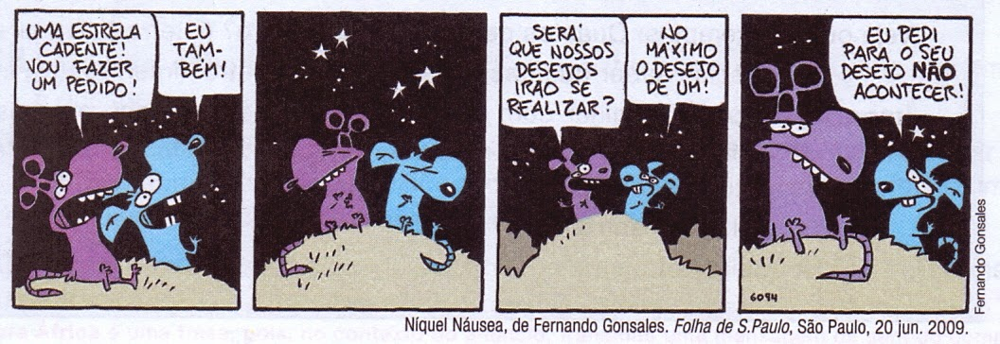 UMA ESTRELA
CADENTE!
VOU FAZER
UM PEDIDO!
EU
TAM-
BÉM!
SERÁ
QUE NOSSOS
DESEJOS
IRÃO SE
REALIZAR?
NO
MÁXIMO
O DESEJO
DE UM!
EU PEDI
PARA O SEU
DESEJO NÃO
ACONTECER!
6094
Fernando Gonsales
Níquel Náusea, de Fernando Gonsales. Folha de S.Paulo, São Paulo, 20 jun. 2009.